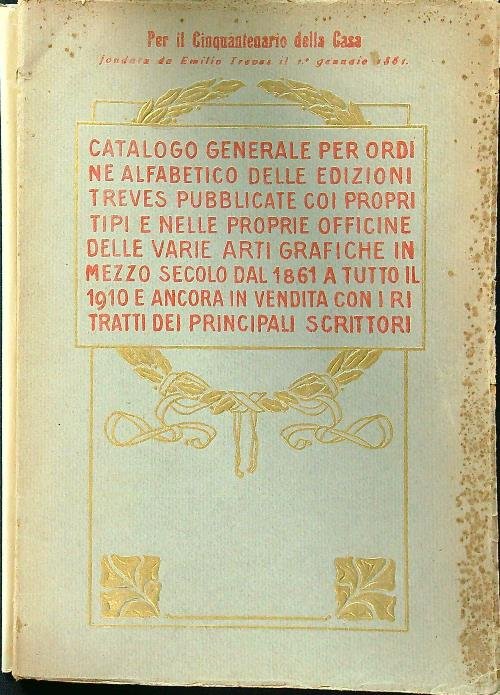 Per il Cinquantenario della Casa
fondata da Emilio Treves il 1.º gennaio 1861.
CATALOGO GENERALE PER ORDI
NE ALFABETICO DELLE EDIZIONI
TREVES PUBBLICATE COI PROPRI
TIPI E NELLE PROPRIE OFFICINE
DELLE VARIE ARTI GRAFICHE IN
MEZZO SECOLO DAL 1861 A TUTTO IL
1910 E ANCORA IN VENDITA CON I RI
TRATTI DEI PRINCIPALI SCRITTORI